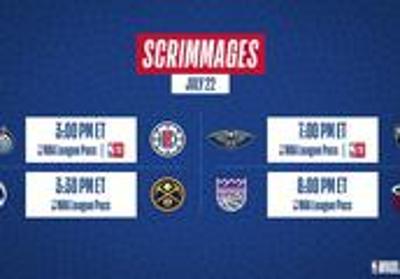 SCRIMMAGES
JULY 22
3:00 PM ET
NBA League Pass
7:00 PM ET
NBA League Pass
3:30 PM ET
NBA League Pass
8:00 PM ET
NBA League Pass